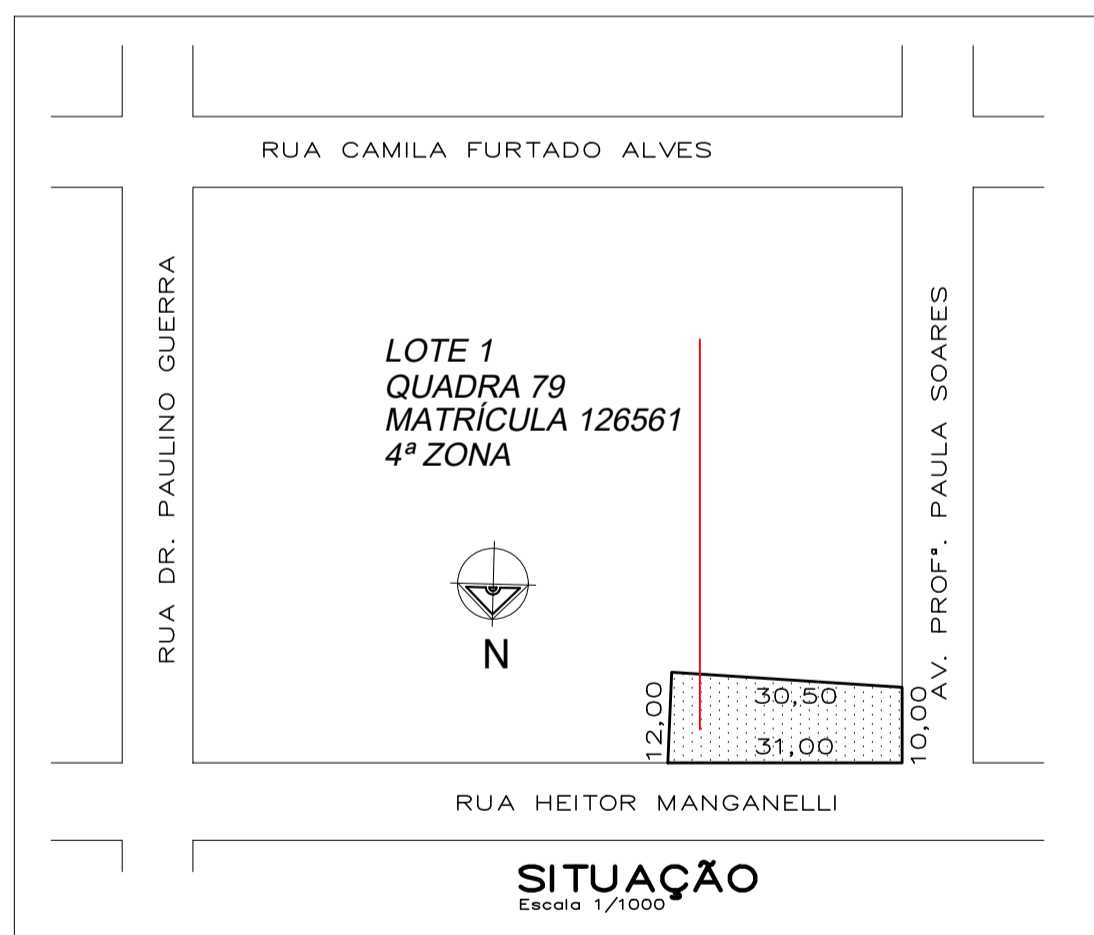 RUA CAMILA FURTADO ALVES
RUA DR. PAULINO GUERRA
LOTE 1
QUADRA 79
MATRÍCULA 126561
4ª ZONA
N
AV. PROFª. PAULA SOARES
12,00
30,50
31,00
10,00
RUA HEITOR MANGANELLI
SITUAÇÃO
Escala 1/1000